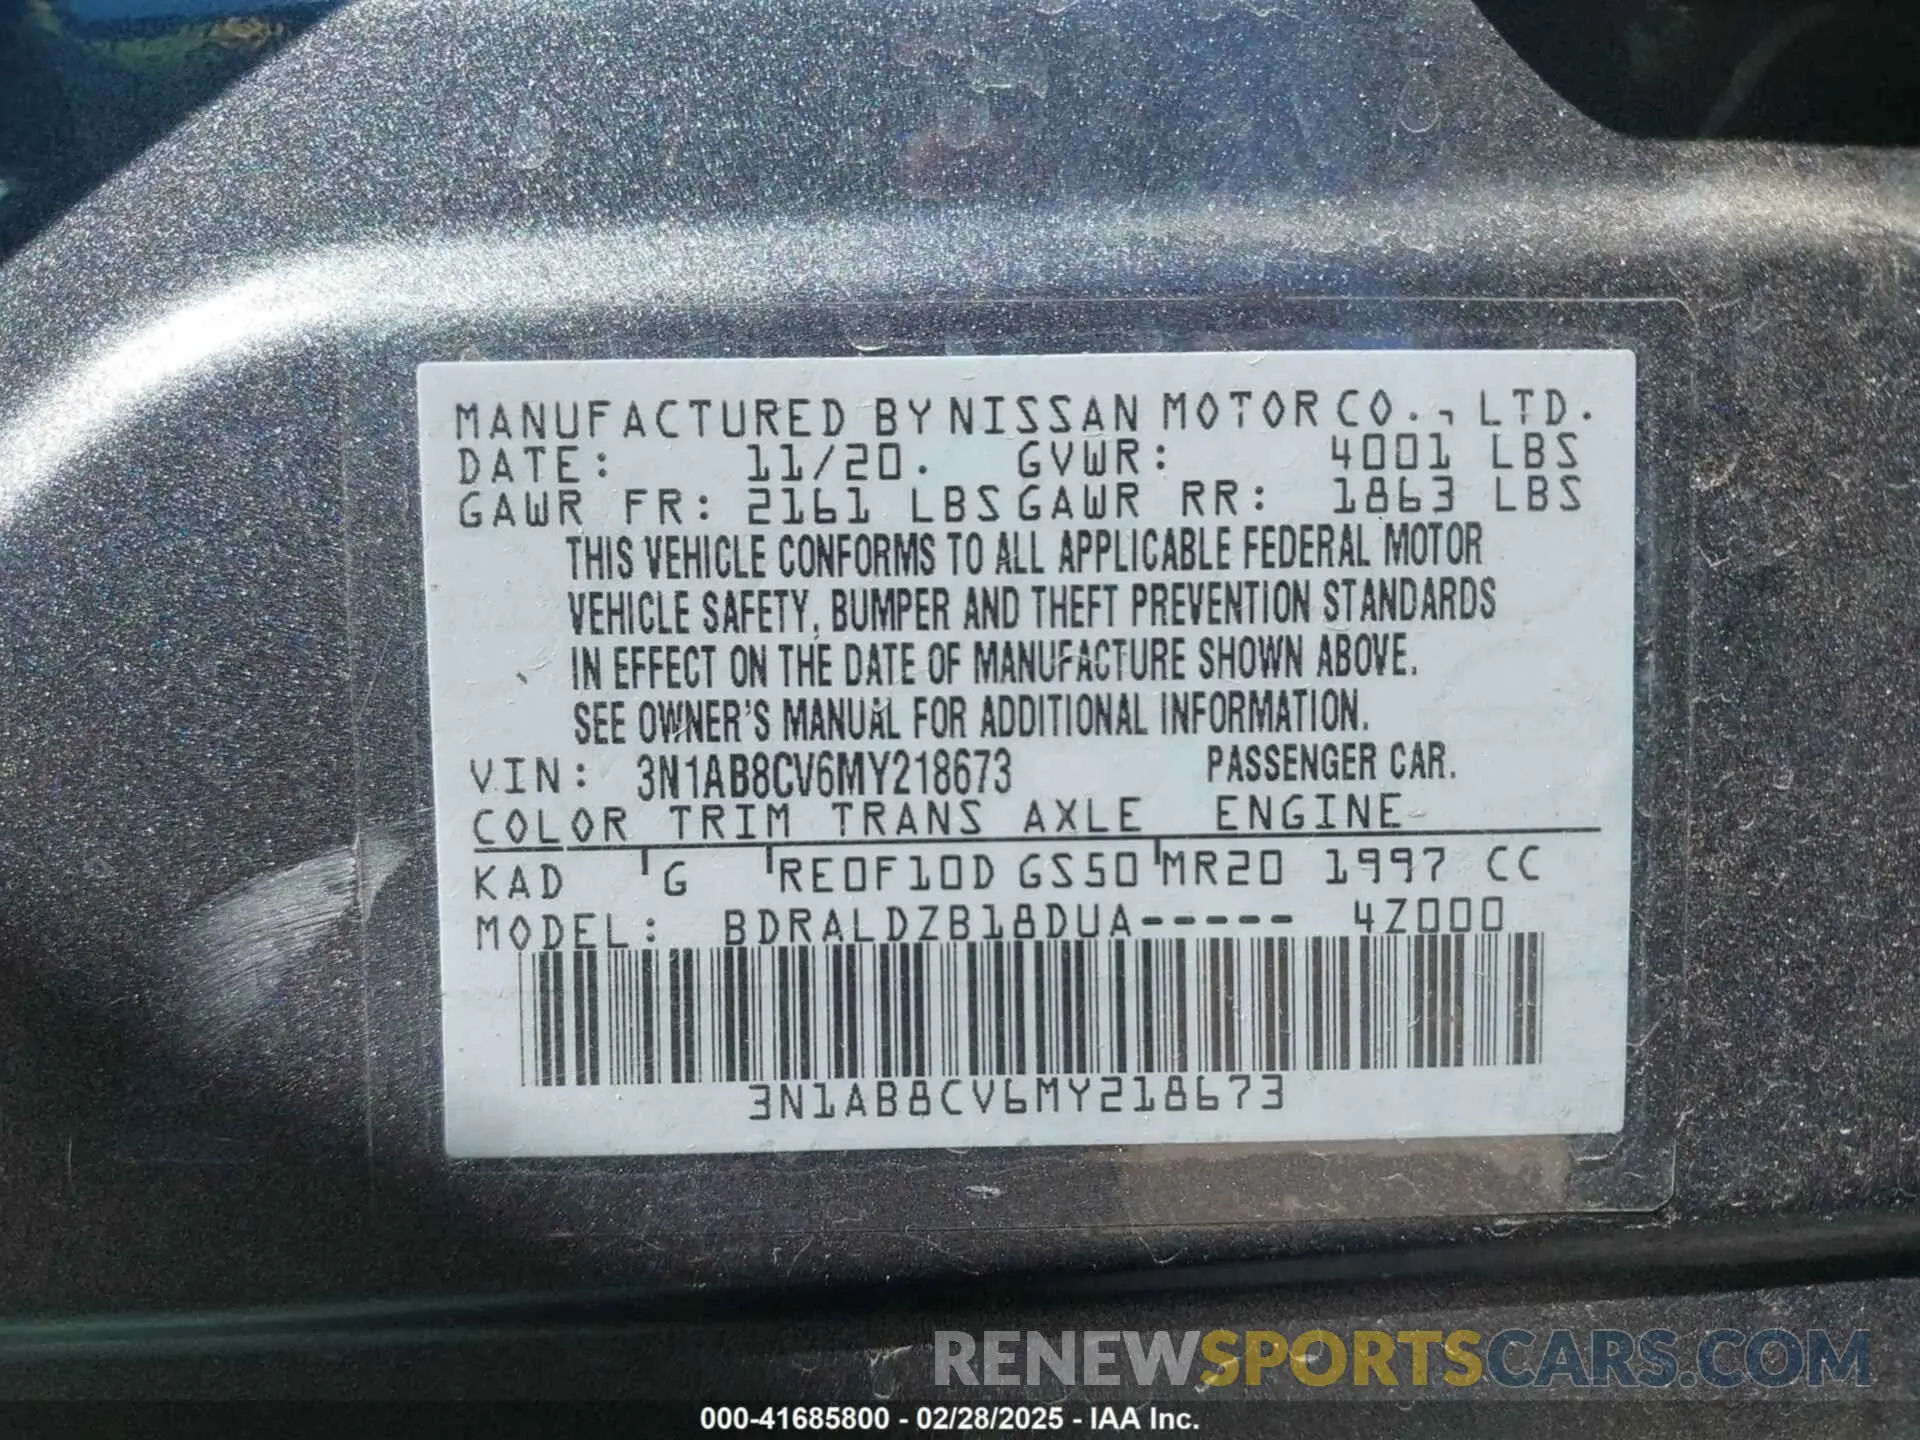 MANUFACTURED BY NISSAN MOTOR CO., LTD.
DATE: 11/20. GVWR: 4001 LBS
GAWR FR: 2161 LBS GAWR RR: 1863 LBS
THIS VEHICLE CONFORMS TO ALL APPLICABLE FEDERAL MOTOR
VEHICLE SAFETY, BUMPER AND THEFT PREVENTION STANDARDS
IN EFFECT ON THE DATE OF MANUFACTURE SHOWN ABOVE.
SEE OWNER'S MANUAL FOR ADDITIONAL INFORMATION.
VIN: 3N1AB8CV6MY218673 PASSENGER CAR.
COLOR TRIM TRANS AXLE ENGINE
KAD G RE0F10D GS50 MR20 1997 CC
MODEL: BDRALDZB18DUA----- 4Z000
3N1AB8CV6MY218673
RENEWSPORTSCARS.COM
000-41685800 - 02/28/2025 - IAA Inc.